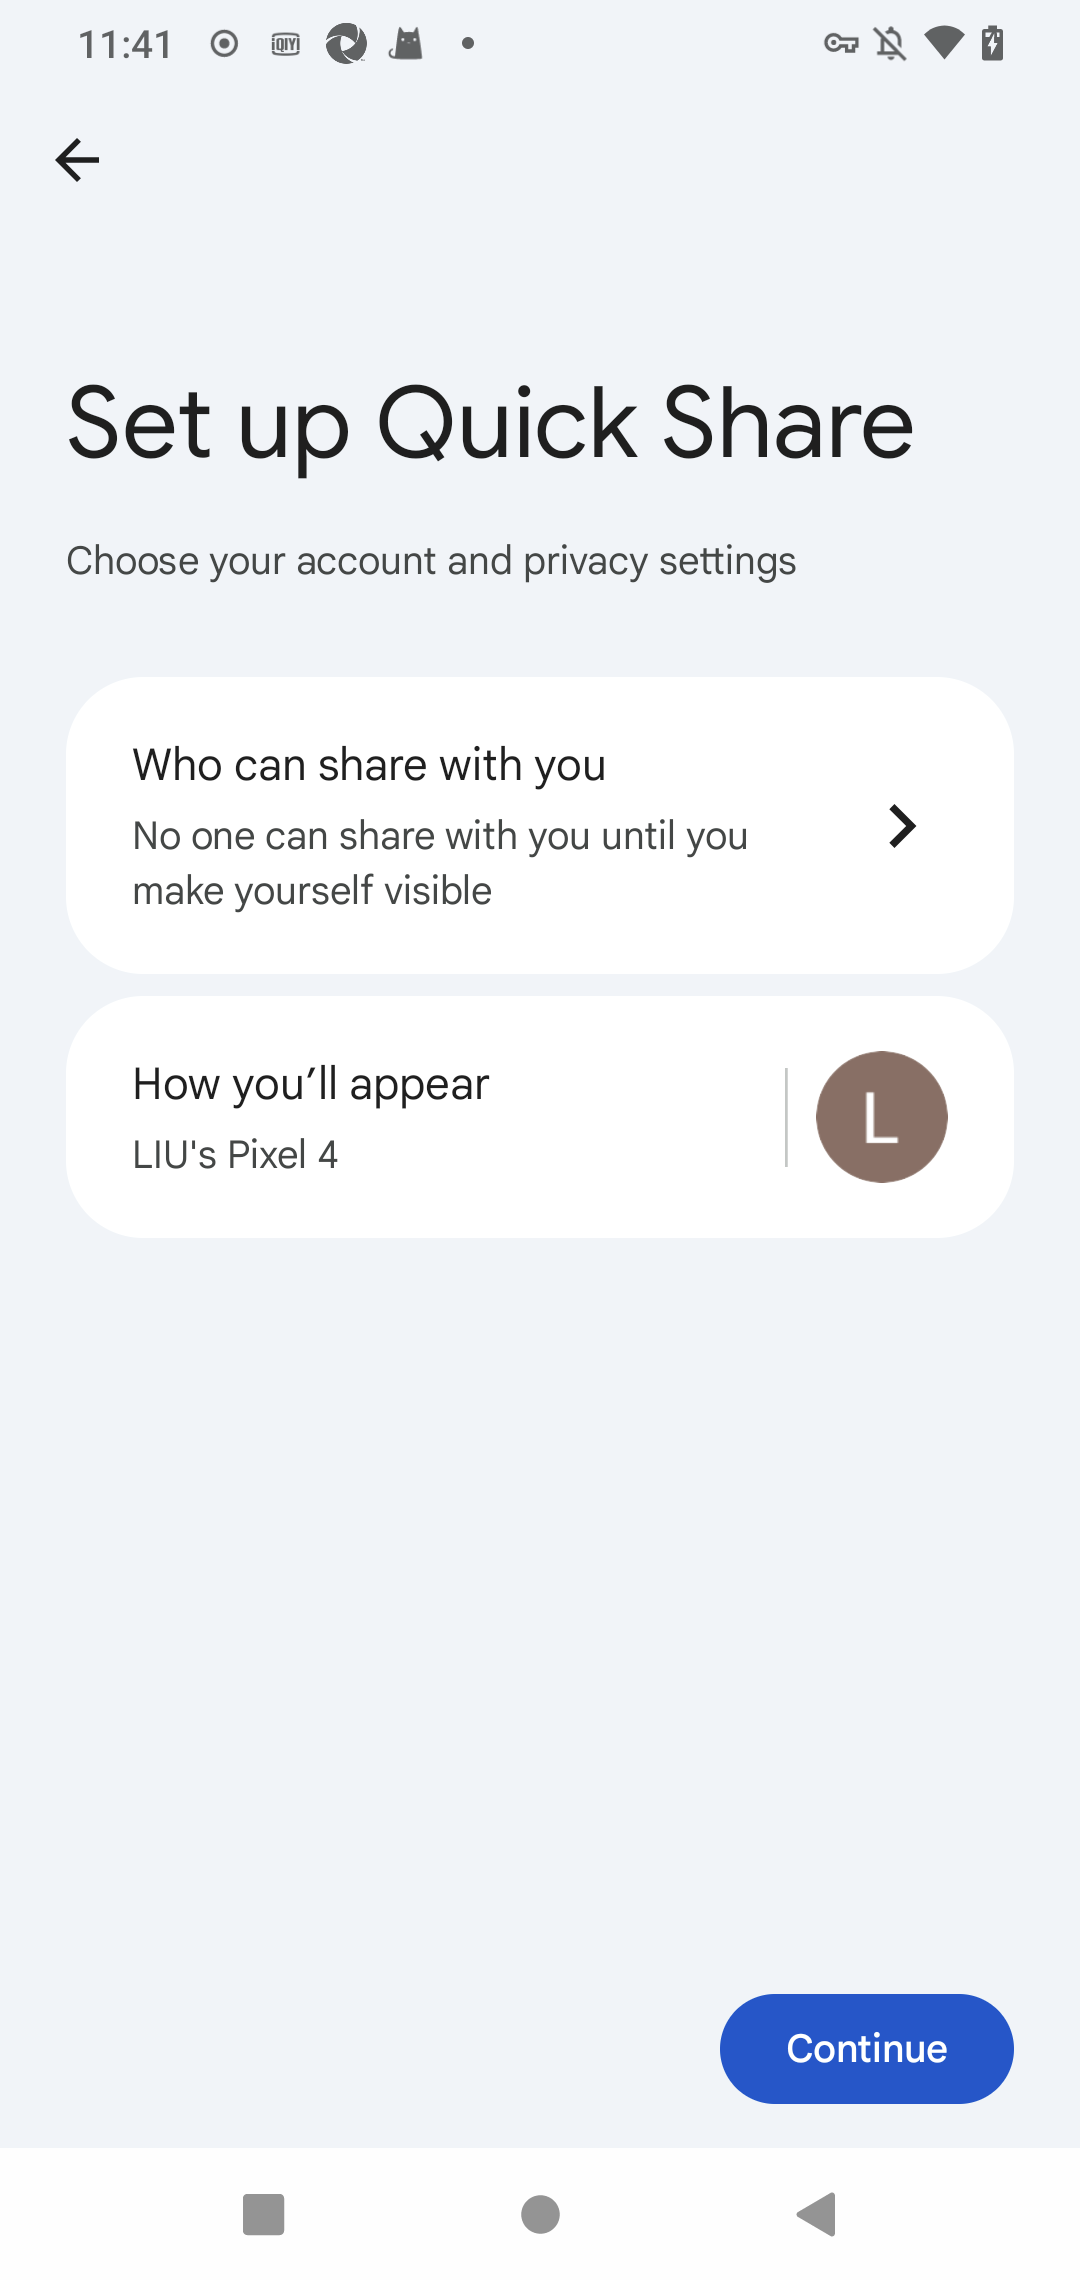 11:41
iQIYI
Set up Quick Share
Choose your account and privacy settings
Who can share with you
No one can share with you until you
make yourself visible
How you’ll appear
LIU's Pixel 4
L
Continue